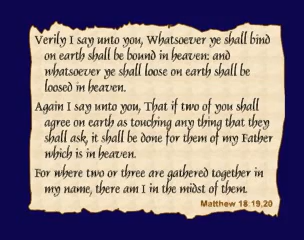 Verily I say unto you, Whatsoever ye shall bind
on earth shall be bound in heaven: and
whatsoever ye shall loose on earth shall be
loosed in heaven.
Again I say unto you, That if two of you shall
agree on earth as touching any thing that they
shall ask, it shall be done for them of my Father
which is in heaven.
For where two or three are gathered together in
my name, there am I in the midst of them.
Matthew 18:19,20